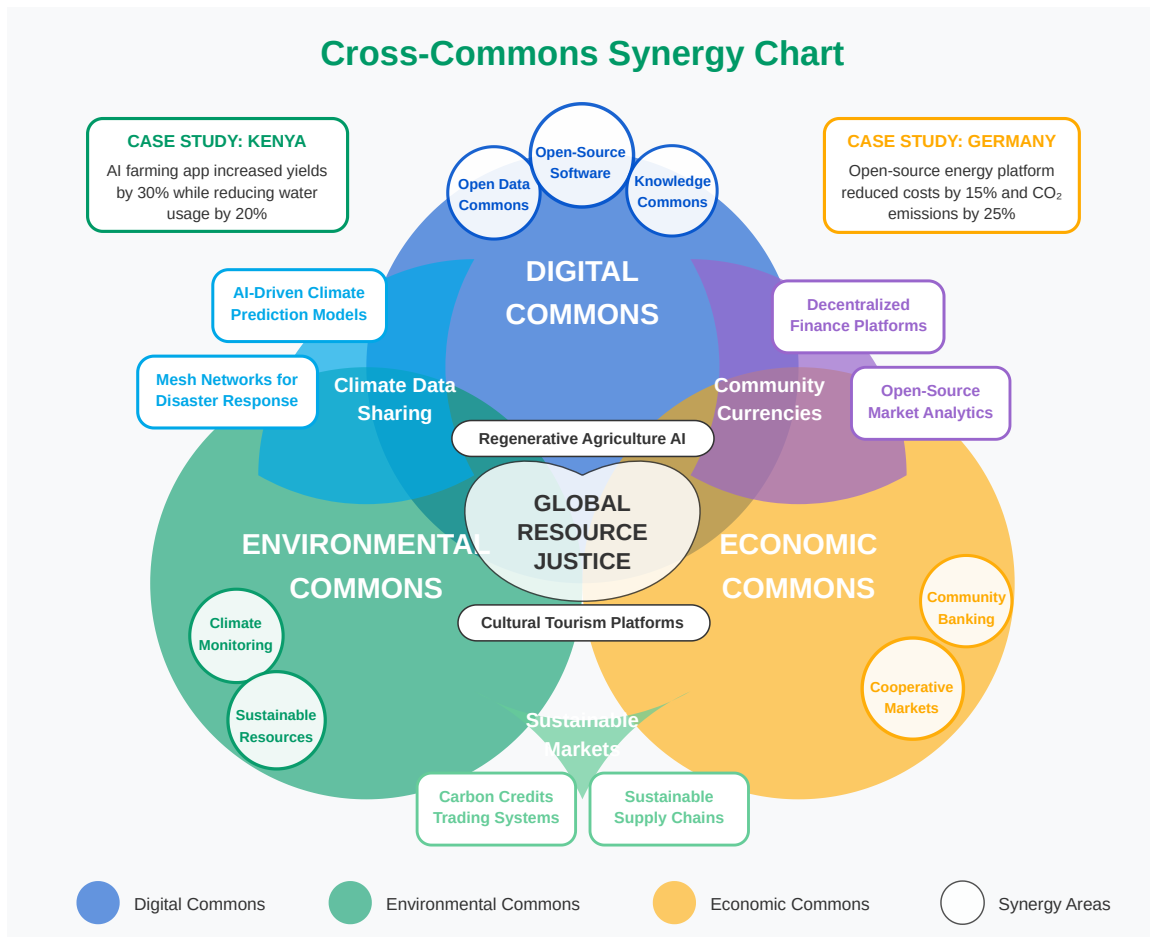 Cross-Commons Synergy Chart
CASE STUDY: KENYA
AI farming app increased yields
by 30% while reducing water
usage by 20%
CASE STUDY: GERMANY
Open-source energy platform
reduced costs by 15% and CO₂
emissions by 25%
Open Data
Commons
Open-Source
Software
Knowledge
Commons
DIGITAL
COMMONS
AI-Driven Climate
Prediction Models
Mesh Networks for
Disaster Response
Decentralized
Finance Platforms
Open-Source
Market Analytics
Climate Data
Sharing
Community
Currencies
Regenerative Agriculture AI
GLOBAL
RESOURCE
JUSTICE
ENVIRONMENTAL
COMMONS
ECONOMIC
COMMONS
Cultural Tourism Platforms
Climate
Monitoring
Sustainable
Resources
Community
Banking
Cooperative
Markets
Sustainable
Markets
Carbon Credits
Trading Systems
Sustainable
Supply Chains
Digital Commons
Environmental Commons
Economic Commons
Synergy Areas